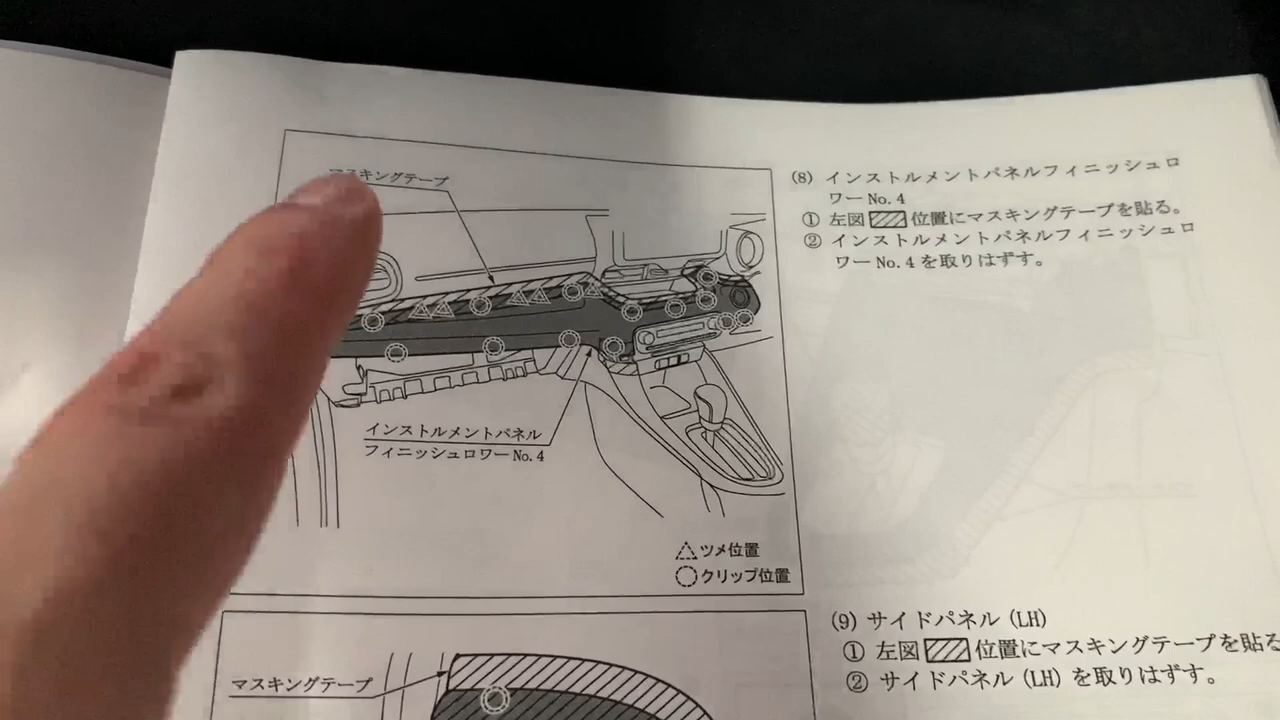 マスキングテープ
インストルメントパネル
フィニッシュロワー No. 4
ツメ位置
クリップ位置
(8) インストルメントパネルフィニッシュロ
ワー No. 4
① 左図 位置にマスキングテープを貼る。
② インストルメントパネルフィニッシュロ
ワー No. 4 を取りはずす。
マスキングテープ
(9) サイドパネル (LH)
① 左図 位置にマスキングテープを貼る
② サイドパネル (LH) を取りはずす。